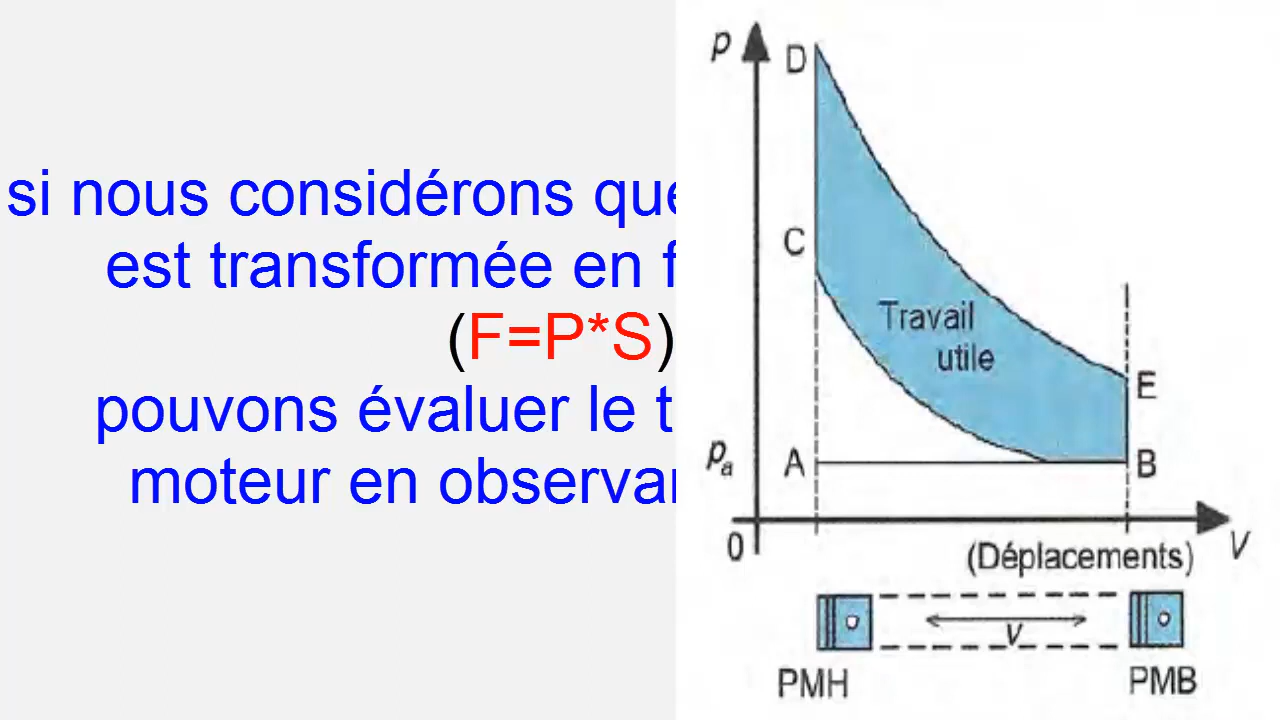 si nous considérons que
est transformée en f
(F=P*S)
pouvons évaluer le t
moteur en observa
p
D
C
Travail
utile
E
pa
A
B
0
(Déplacements)
V
v
PMH
PMB